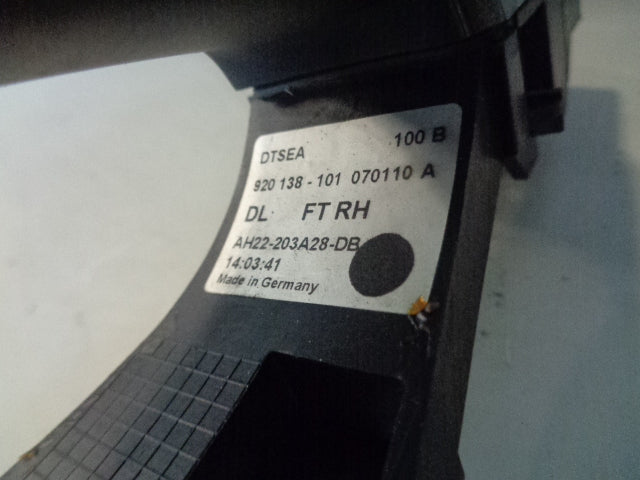 DTSEA 100 B
920 138 - 101 070110 A
DL FT RH
AH22-203A28-DB
14:03:41
Made in Germany